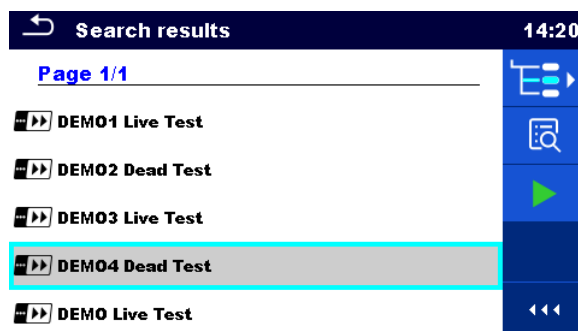 Search results
14:20
Page 1/1
DEMO1 Live Test
DEMO2 Dead Test
DEMO3 Live Test
DEMO4 Dead Test
DEMO Live Test